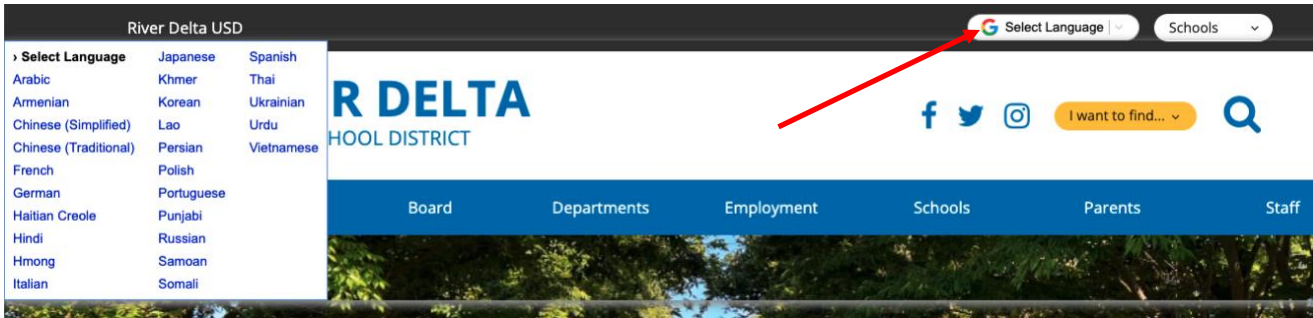 River Delta USD
Select Language
Schools
› Select Language
Arabic
Armenian
Chinese (Simplified)
Chinese (Traditional)
French
German
Haitian Creole
Hindi
Hmong
Italian
Japanese
Khmer
Korean
Lao
Persian
Polish
Portuguese
Punjabi
Russian
Samoan
Somali
Spanish
Thai
Ukrainian
Urdu
Vietnamese
R DELTA
HOOL DISTRICT
I want to find...
Board
Departments
Employment
Schools
Parents
Staff